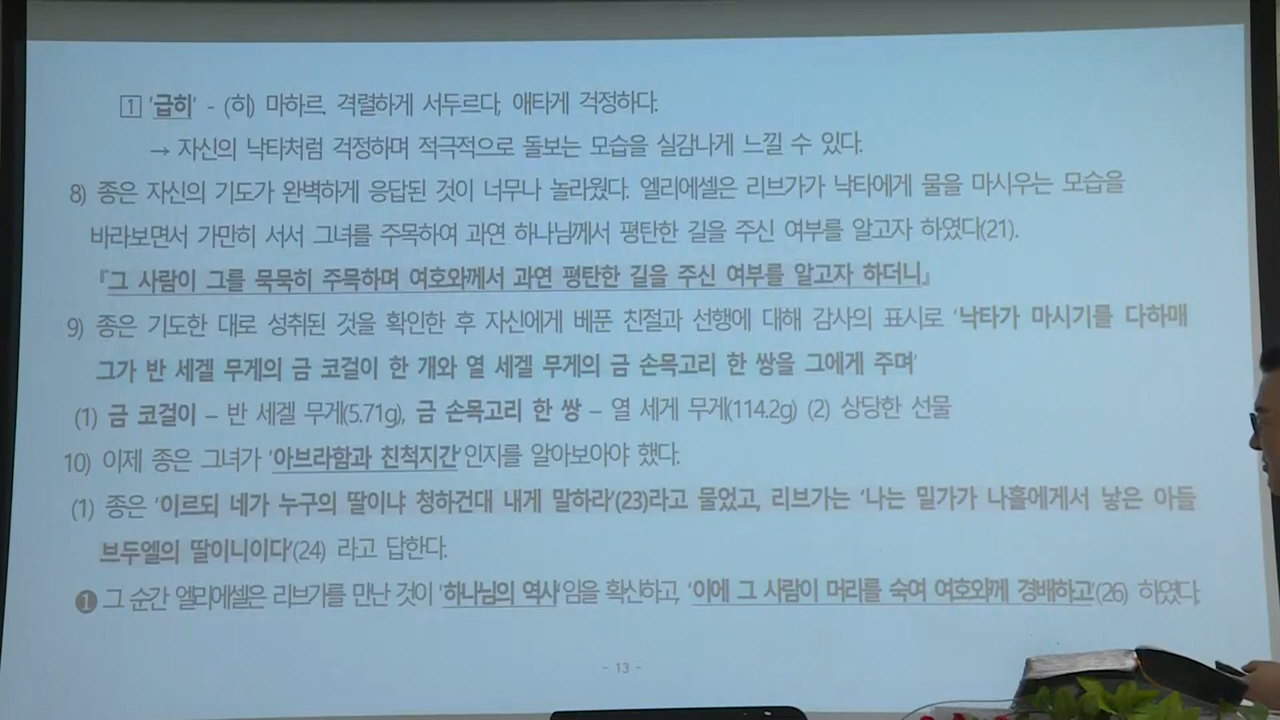 1 '급히' - (히) 마하르. 격렬하게 서두르다, 애타게 걱정하다.
→ 자신의 낙타처럼 걱정하며 적극적으로 돌보는 모습을 실감나게 느낄 수 있다.
8) 종은 자신의 기도가 완벽하게 응답된 것이 너무나 놀라웠다. 엘리에셀은 리브가가 낙타에게 물을 마시우는 모습을
바라보면서 가만히 서서 그녀를 주목하여 과연 하나님께서 평탄한 길을 주신 여부를 알고자 하였다(21).
『그 사람이 그를 묵묵히 주목하며 여호와께서 과연 평탄한 길을 주신 여부를 알고자 하더니』
9) 종은 기도한 대로 성취된 것을 확인한 후 자신에게 베푼 친절과 선행에 대해 감사의 표시로 '낙타가 마시기를 다하매
그가 반 세겔 무게의 금 코걸이 한 개와 열 세겔 무게의 금 손목고리 한 쌍을 그에게 주며'
(1) 금 코걸이 – 반 세겔 무게(5.71g), 금 손목고리 한 쌍 – 열 세게 무게(114.2g) (2) 상당한 선물
10) 이제 종은 그녀가 '아브라함과 친척지간'인지를 알아보아야 했다.
(1) 종은 '이르되 네가 누구의 딸이냐 청하건대 내게 말하라'(23)라고 물었고, 리브가는 '나는 밀가가 나홀에게서 낳은 아들
브두엘의 딸이니이다'(24) 라고 답한다.
❶ 그 순간 엘리에셀은 리브가를 만난 것이 '하나님의 역사'임을 확신하고, '이에 그 사람이 머리를 숙여 여호와께 경배하고'(26) 하였다.
- 13 -